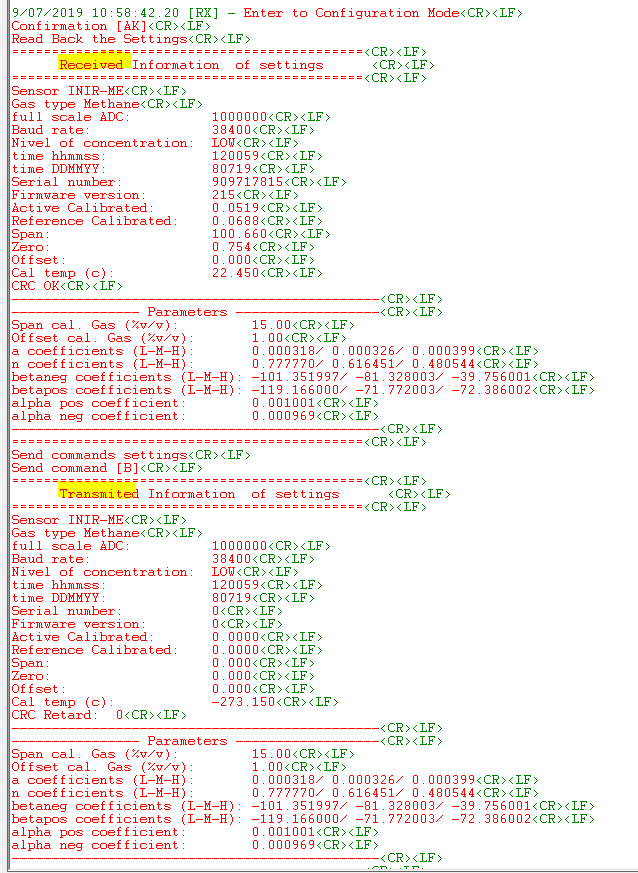 9/07/2019 10:58:42.20 [RX] - Enter to Configuration Mode<CR><LF>
Confirmation [AK]<CR><LF>
Read Back the Settings<CR><LF>
===========================================<CR><LF>
Received Information  of settings      <CR><LF>
===========================================<CR><LF>
Sensor INIR-ME<CR><LF>
Gas type Methane<CR><LF>
full scale ADC:          1000000<CR><LF>
Baud rate:               38400<CR><LF>
Nivel of concentration:  LOW<CR><LF>
time hhmmss:             120059<CR><LF>
time DDMMYY:             80719<CR><LF>
Serial number:           909717815<CR><LF>
Firmware version:        215<CR><LF>
Active Calibrated:       0.0519<CR><LF>
Reference Calibrated:    0.0688<CR><LF>
Span:                    100.660<CR><LF>
Zero:                    0.754<CR><LF>
Offset:                  0.000<CR><LF>
Cal temp (c):            22.450<CR><LF>
CRC OK<CR><LF>
---------------------------------------------<CR><LF>
---------------- Parameters -----------------<CR><LF>
Span cal. Gas (%v/v):         15.00<CR><LF>
Offset cal. Gas (%v/v):       1.00<CR><LF>
a coefficients (L-M-H):       0.000318/ 0.000326/ 0.000399<CR><LF>
n coefficients (L-M-H):       0.777770/ 0.616451/ 0.480544<CR><LF>
betaneg coefficients (L-M-H): -101.351997/ -81.328003/ -39.756001<CR><LF>
betapos coefficients (L-M-H): -119.166000/ -71.772003/ -72.386002<CR><LF>
alpha pos coefficient:        0.001001<CR><LF>
alpha neg coefficient:        0.000969<CR><LF>
---------------------------------------------<CR><LF>
===========================================<CR><LF>
Send commands settings<CR><LF>
Send command [B]<CR><LF>
===========================================<CR><LF>
Transmited Information  of settings      <CR><LF>
===========================================<CR><LF>
Sensor INIR-ME<CR><LF>
Gas type Methane<CR><LF>
full scale ADC:          1000000<CR><LF>
Baud rate:               38400<CR><LF>
Nivel of concentration:  LOW<CR><LF>
time hhmmss:             120059<CR><LF>
time DDMMYY:             80719<CR><LF>
Serial number:           0<CR><LF>
Firmware version:        0<CR><LF>
Active Calibrated:       0.0000<CR><LF>
Reference Calibrated:    0.0000<CR><LF>
Span:                    0.000<CR><LF>
Zero:                    0.000<CR><LF>
Offset:                  0.000<CR><LF>
Cal temp (c):            -273.150<CR><LF>
CRC Retard:  0<CR><LF>
---------------------------------------------<CR><LF>
---------------- Parameters -----------------<CR><LF>
Span cal. Gas (%v/v):         15.00<CR><LF>
Offset cal. Gas (%v/v):       1.00<CR><LF>
a coefficients (L-M-H):       0.000318/ 0.000326/ 0.000399<CR><LF>
n coefficients (L-M-H):       0.777770/ 0.616451/ 0.480544<CR><LF>
betaneg coefficients (L-M-H): -101.351997/ -81.328003/ -39.756001<CR><LF>
betapos coefficients (L-M-H): -119.166000/ -71.772003/ -72.386002<CR><LF>
alpha pos coefficient:        0.001001<CR><LF>
alpha neg coefficient:        0.000969<CR><LF>
---------------------------------------------<CR><LF>